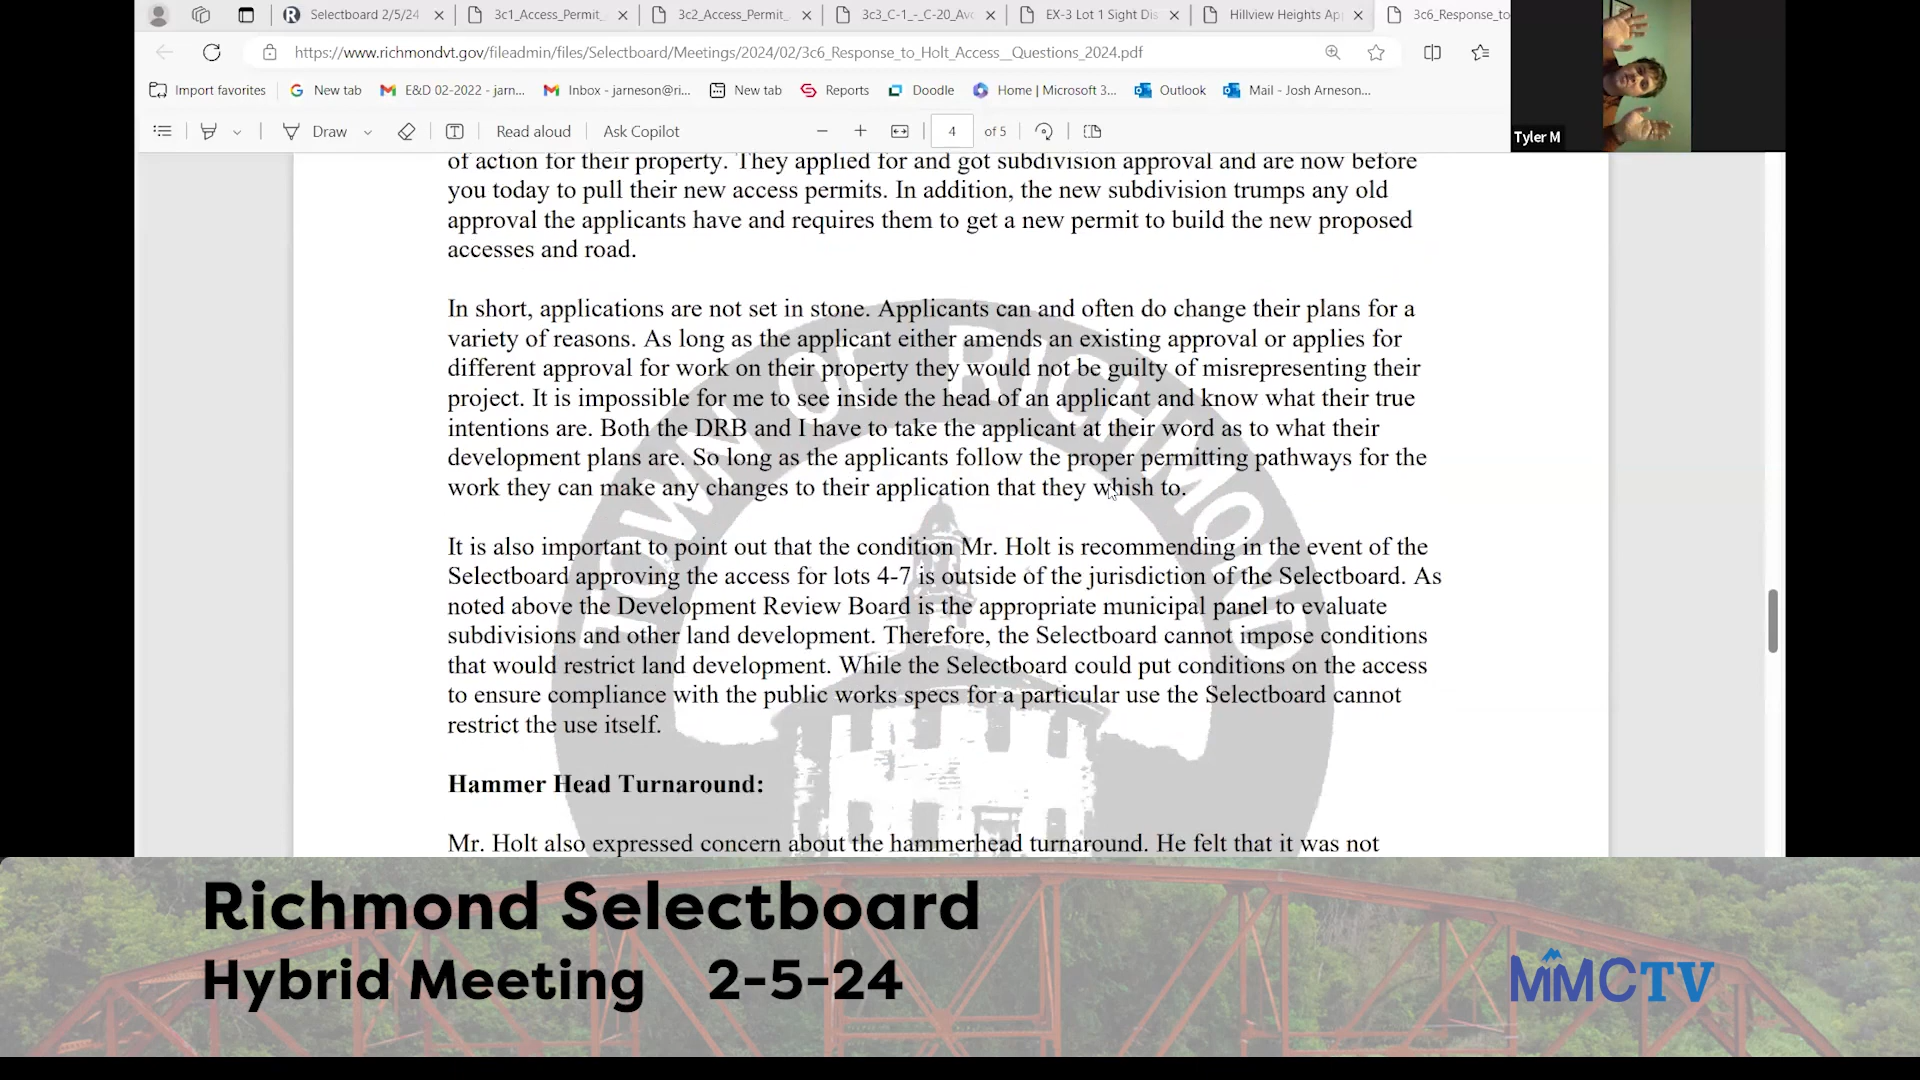 Selectboard 2/5/24
3c1_Access_Permit_
3c2_Access_Permit_
3c3_C-1_-_C-20_Avo
EX-3 Lot 1 Sight Dis
Hillview Heights Ap
3c6_Response_to
https://www.richmondvt.gov/fileadmin/files/Selectboard/Meetings/2024/02/3c6_Response_to_Holt_Access__Questions_2024.pdf
Import favorites
New tab
E&D 02-2022 - jarn...
Inbox - jarneson@ri...
New tab
Reports
Doodle
Home | Microsoft 3...
Outlook
Mail - Josh Arneson...
Draw
Read aloud
Ask Copilot
4 of 5
Tyler M
of action for their property. They applied for and got subdivision approval and are now before
you today to pull their new access permits. In addition, the new subdivision trumps any old
approval the applicants have and requires them to get a new permit to build the new proposed
accesses and road.
In short, applications are not set in stone. Applicants can and often do change their plans for a
variety of reasons. As long as the applicant either amends an existing approval or applies for
different approval for work on their property they would not be guilty of misrepresenting their
project. It is impossible for me to see inside the head of an applicant and know what their true
intentions are. Both the DRB and I have to take the applicant at their word as to what their
development plans are. So long as the applicants follow the proper permitting pathways for the
work they can make any changes to their application that they whish to.
It is also important to point out that the condition Mr. Holt is recommending in the event of the
Selectboard approving the access for lots 4-7 is outside of the jurisdiction of the Selectboard. As
noted above the Development Review Board is the appropriate municipal panel to evaluate
subdivisions and other land development. Therefore, the Selectboard cannot impose conditions
that would restrict land development. While the Selectboard could put conditions on the access
to ensure compliance with the public works specs for a particular use the Selectboard cannot
restrict the use itself.
Hammer Head Turnaround:
Mr. Holt also expressed concern about the hammerhead turnaround. He felt that it was not
TOWN OF RICHMOND
Richmond Selectboard
Hybrid Meeting 2-5-24
MMCTV